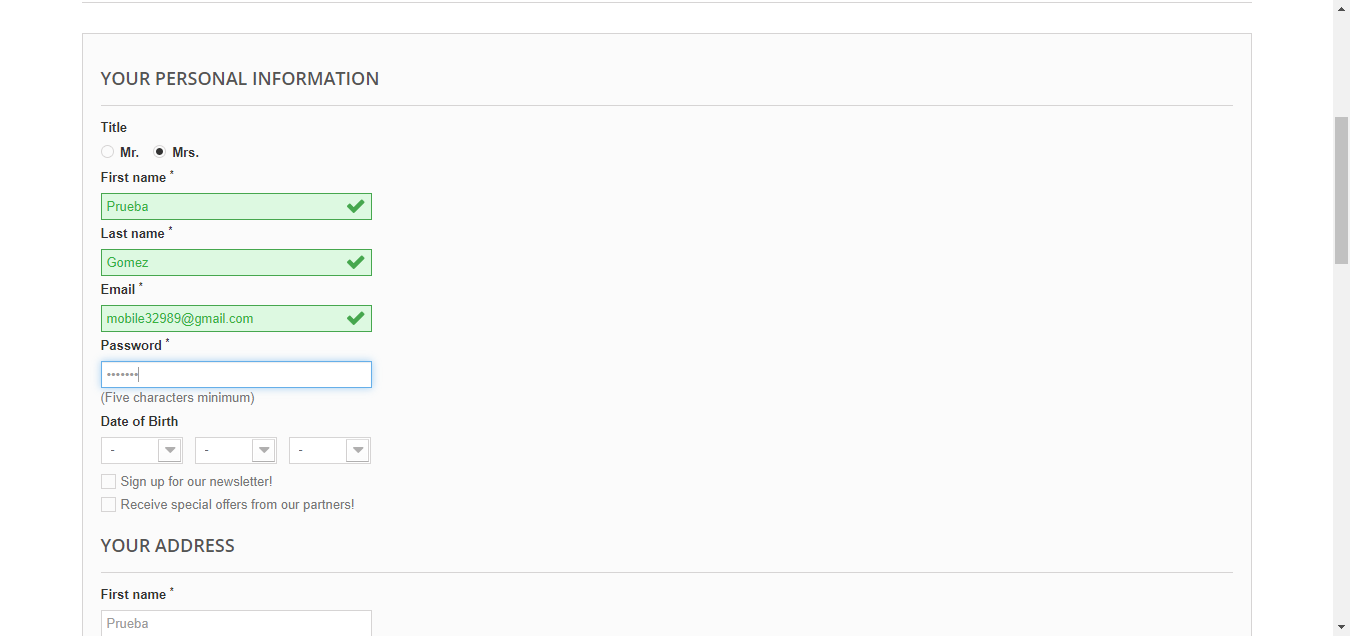 YOUR PERSONAL INFORMATION
Title
Mr. Mrs.
First name *
Prueba
Last name *
Gomez
Email *
mobile32989@gmail.com
Password *
•••••••
(Five characters minimum)
Date of Birth
- - -
Sign up for our newsletter!
Receive special offers from our partners!
YOUR ADDRESS
First name *
Prueba